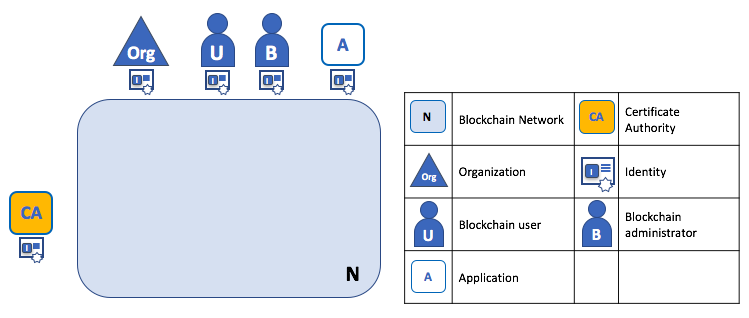 Org
U
B
A
I
I
I
I
CA
I
N
N
Blockchain Network
CA
Certificate
Authority
Org
Organization
I
Identity
U
Blockchain user
B
Blockchain
administrator
A
Application